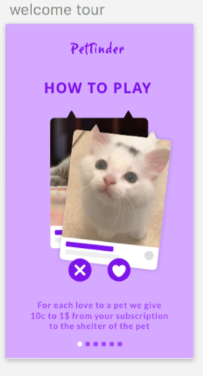 welcome tour
PetTinder
HOW TO PLAY
For each love to a pet we give
10c to 1$ from your subscription
to the shelter of the pet